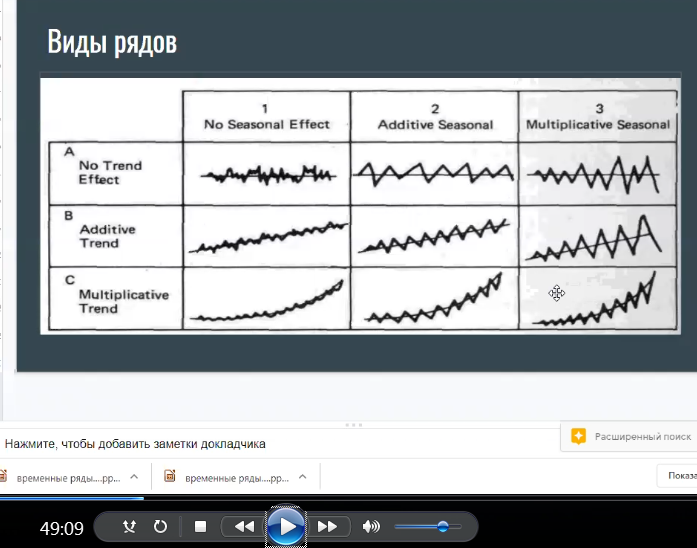 Виды рядов
1
No Seasonal Effect
2
Additive Seasonal
3
Multiplicative Seasonal
A
No Trend
Effect
B
Additive
Trend
C
Multiplicative
Trend
Нажмите, чтобы добавить заметки докладчика
Расширенный поиск
временные ряды....pp...
временные ряды....pp...
49:09